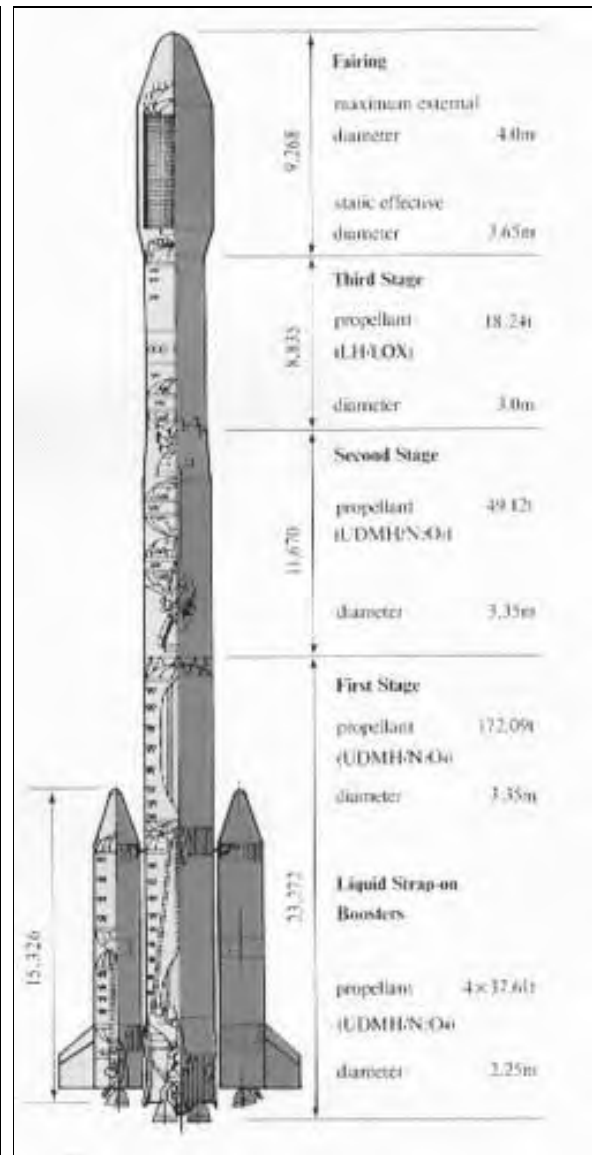 Fairing
maximum external
diameter 4.0m
static effective
diameter 3.65m
9,268
Third Stage
propellant 18.24t
(LH/LOX)
diameter 3.0m
8,835
Second Stage
propellant 49.12t
(UDMH/N2O4)
diameter 3.35m
11,670
First Stage
propellant 172.09t
(UDMH/N2O4)
diameter 3.35m
Liquid Strap-on
Boosters
propellant 4×37.61t
(UDMH/N2O4)
diameter 2.25m
15,326